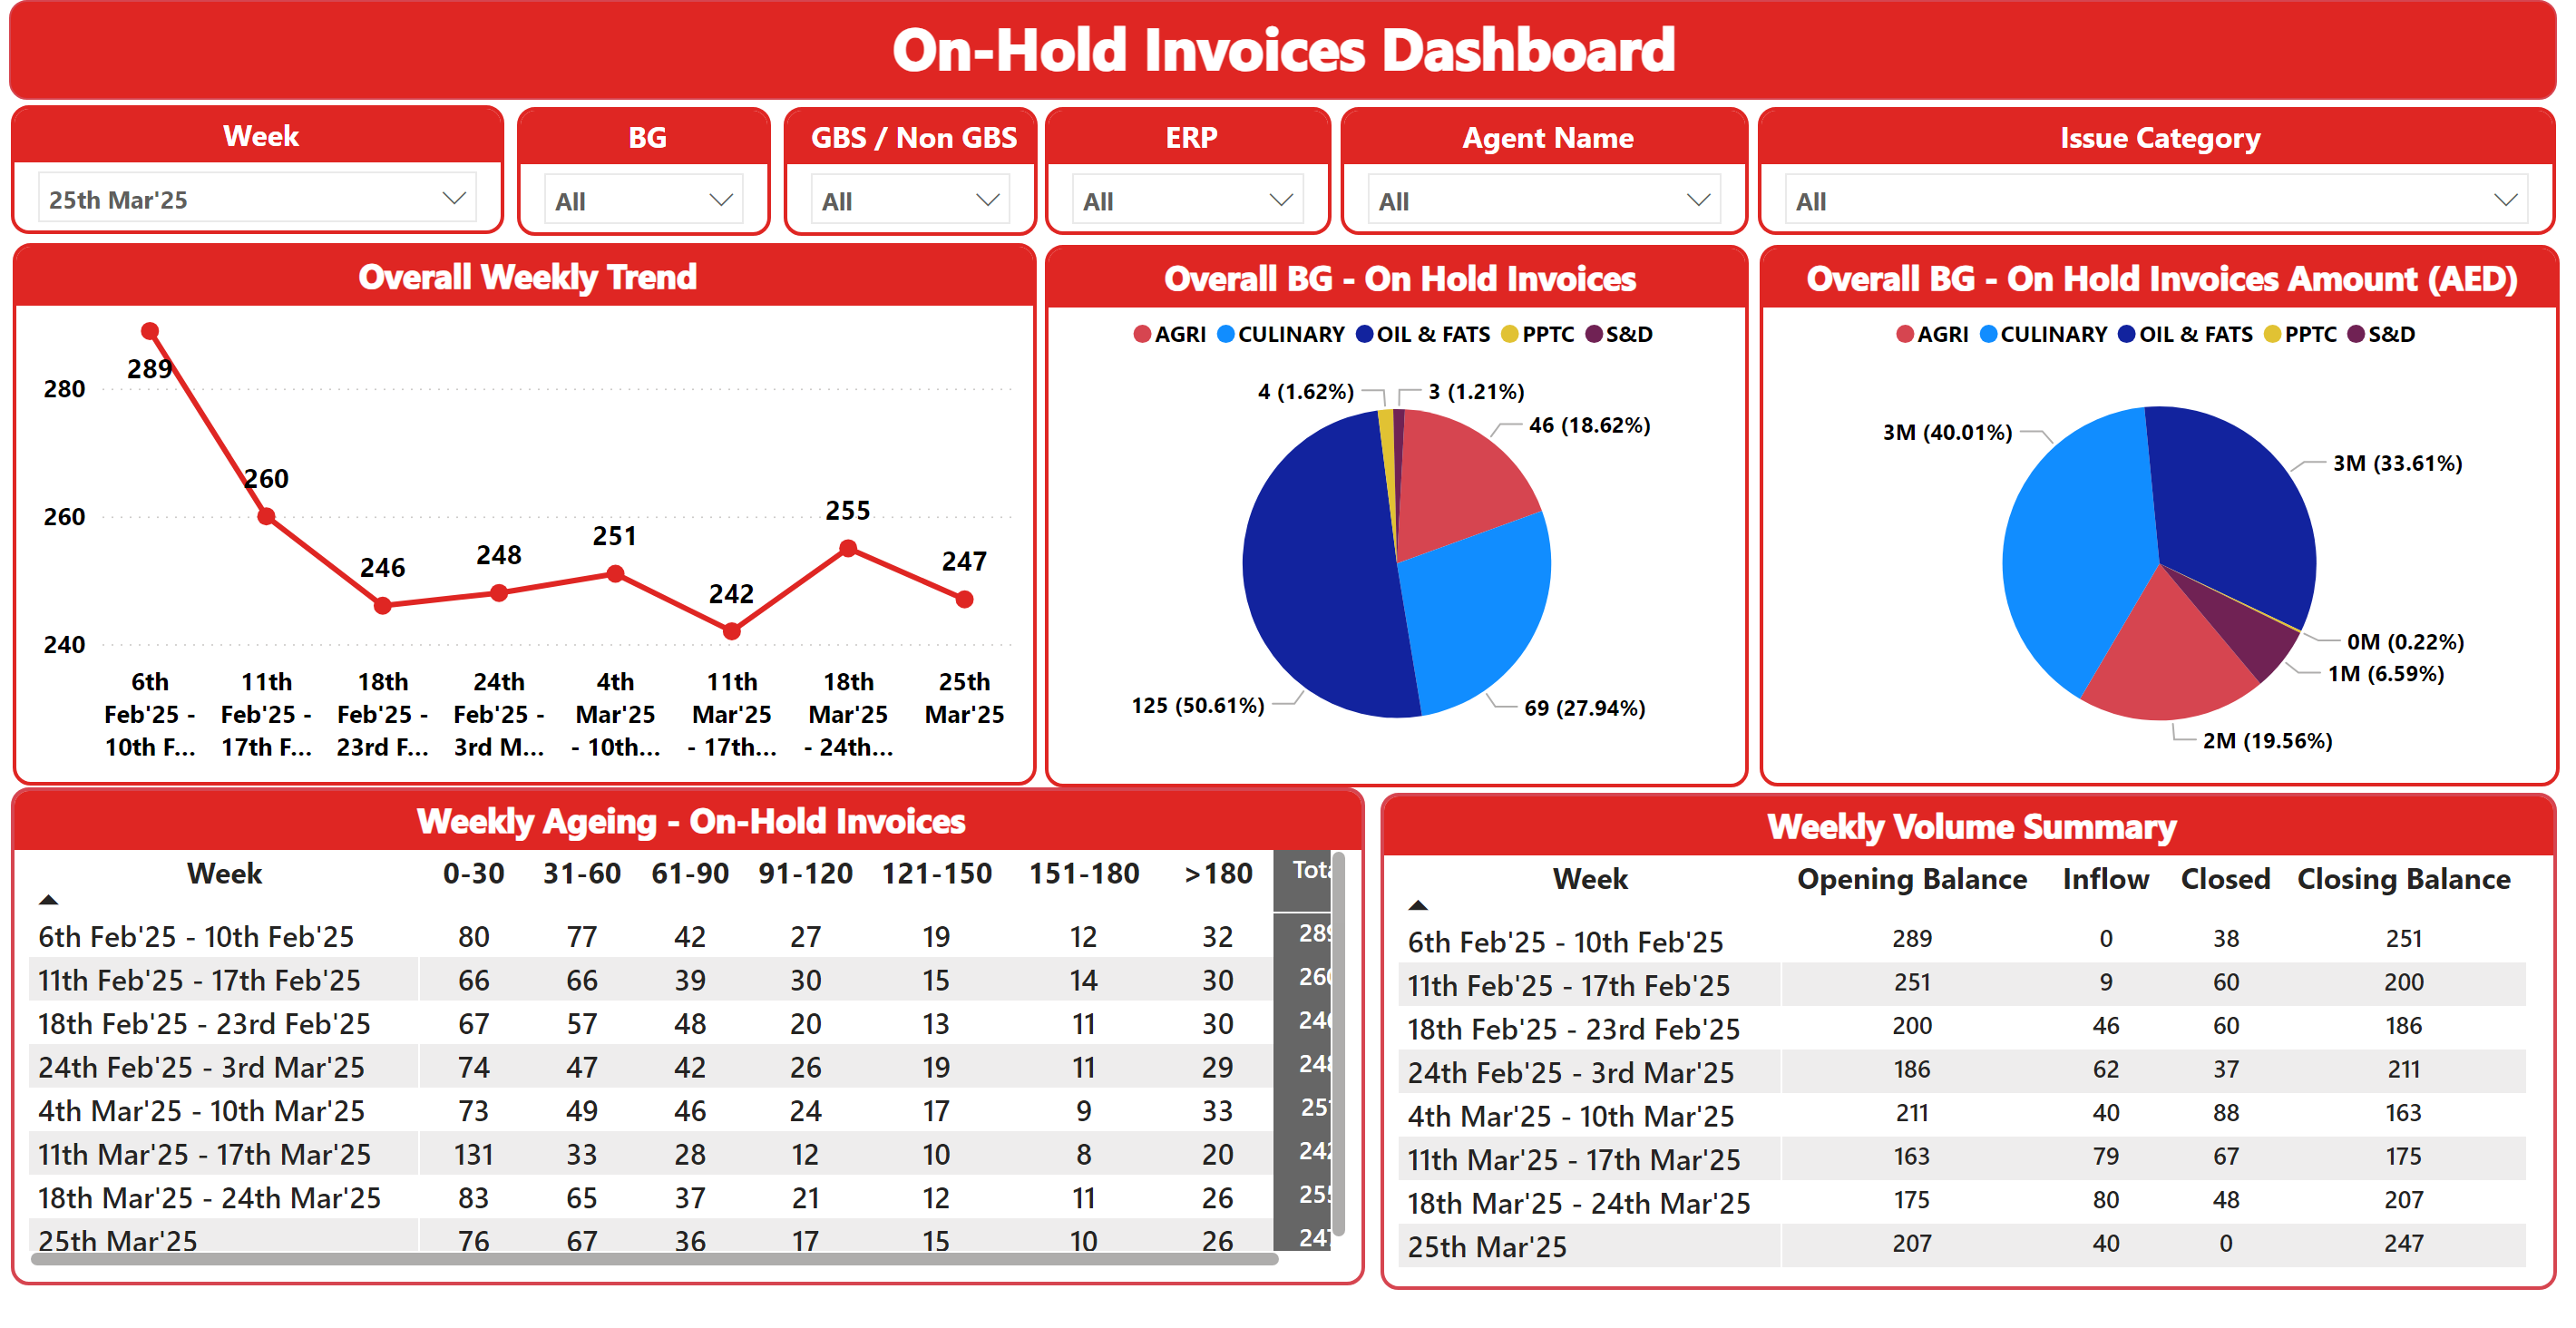 On-Hold Invoices Dashboard
Week
BG
GBS / Non GBS
ERP
Agent Name
Issue Category
25th Mar'25
All
All
All
All
All
Overall Weekly Trend
289
260
246
248
251
242
255
247
280
260
240
6th Feb'25 - 10th F...
11th Feb'25 - 17th F...
18th Feb'25 - 23rd F...
24th Feb'25 - 3rd M...
4th Mar'25 - 10th...
11th Mar'25 - 17th...
18th Mar'25 - 24th...
25th Mar'25
Overall BG - On Hold Invoices
AGRI CULINARY OIL & FATS PPTC S&D
4 (1.62%)
3 (1.21%)
46 (18.62%)
125 (50.61%)
69 (27.94%)
Overall BG - On Hold Invoices Amount (AED)
AGRI CULINARY OIL & FATS PPTC S&D
3M (40.01%)
3M (33.61%)
0M (0.22%)
1M (6.59%)
2M (19.56%)
Weekly Ageing - On-Hold Invoices
Week 0-30 31-60 61-90 91-120 121-150 151-180 >180
6th Feb'25 - 10th Feb'25 80 77 42 27 19 12 32
11th Feb'25 - 17th Feb'25 66 66 39 30 15 14 30
18th Feb'25 - 23rd Feb'25 67 57 48 20 13 11 30
24th Feb'25 - 3rd Mar'25 74 47 42 26 19 11 29 248
4th Mar'25 - 10th Mar'25 73 49 46 24 17 9 33
11th Mar'25 - 17th Mar'25 131 33 28 12 10 8 20 242
18th Mar'25 - 24th Mar'25 83 65 37 21 12 11 26 255
25th Mar'25 76 67 36 17 15 10 26 247
Weekly Volume Summary
Week Opening Balance Inflow Closed Closing Balance
6th Feb'25 - 10th Feb'25 289 0 38 251
11th Feb'25 - 17th Feb'25 251 9 60 200
18th Feb'25 - 23rd Feb'25 200 46 60 186
24th Feb'25 - 3rd Mar'25 186 62 37 211
4th Mar'25 - 10th Mar'25 211 40 88 163
11th Mar'25 - 17th Mar'25 163 79 67 175
18th Mar'25 - 24th Mar'25 175 80 48 207
25th Mar'25 207 40 0 247